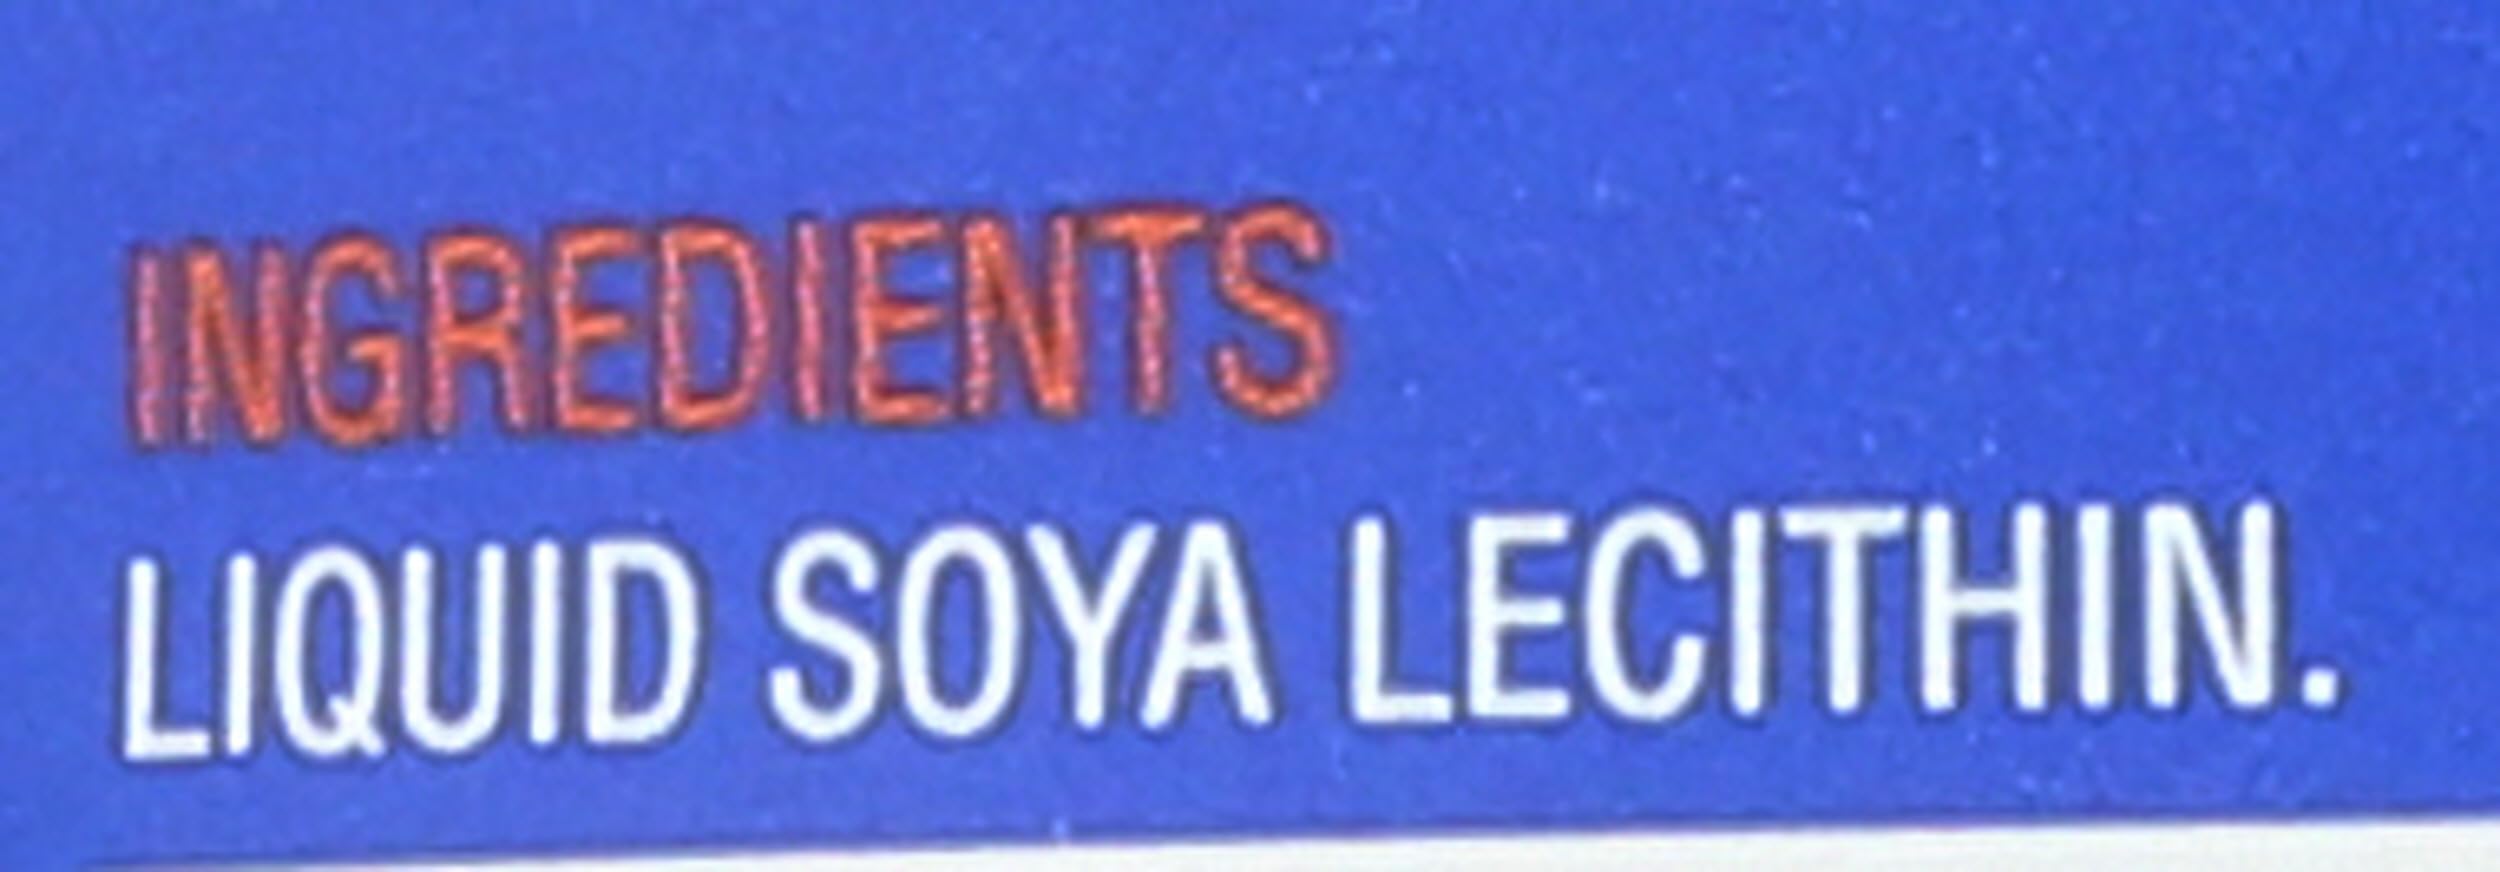 INGREDIENTS
LIQUID SOYA LECITHIN.